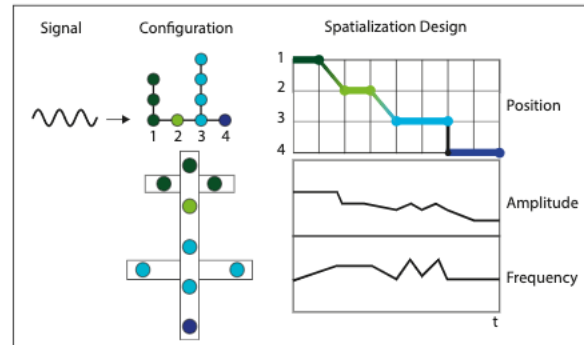 Signal
Configuration
Spatialization Design
1
2
3
4
Position
1 2 3 4
Amplitude
Frequency
t